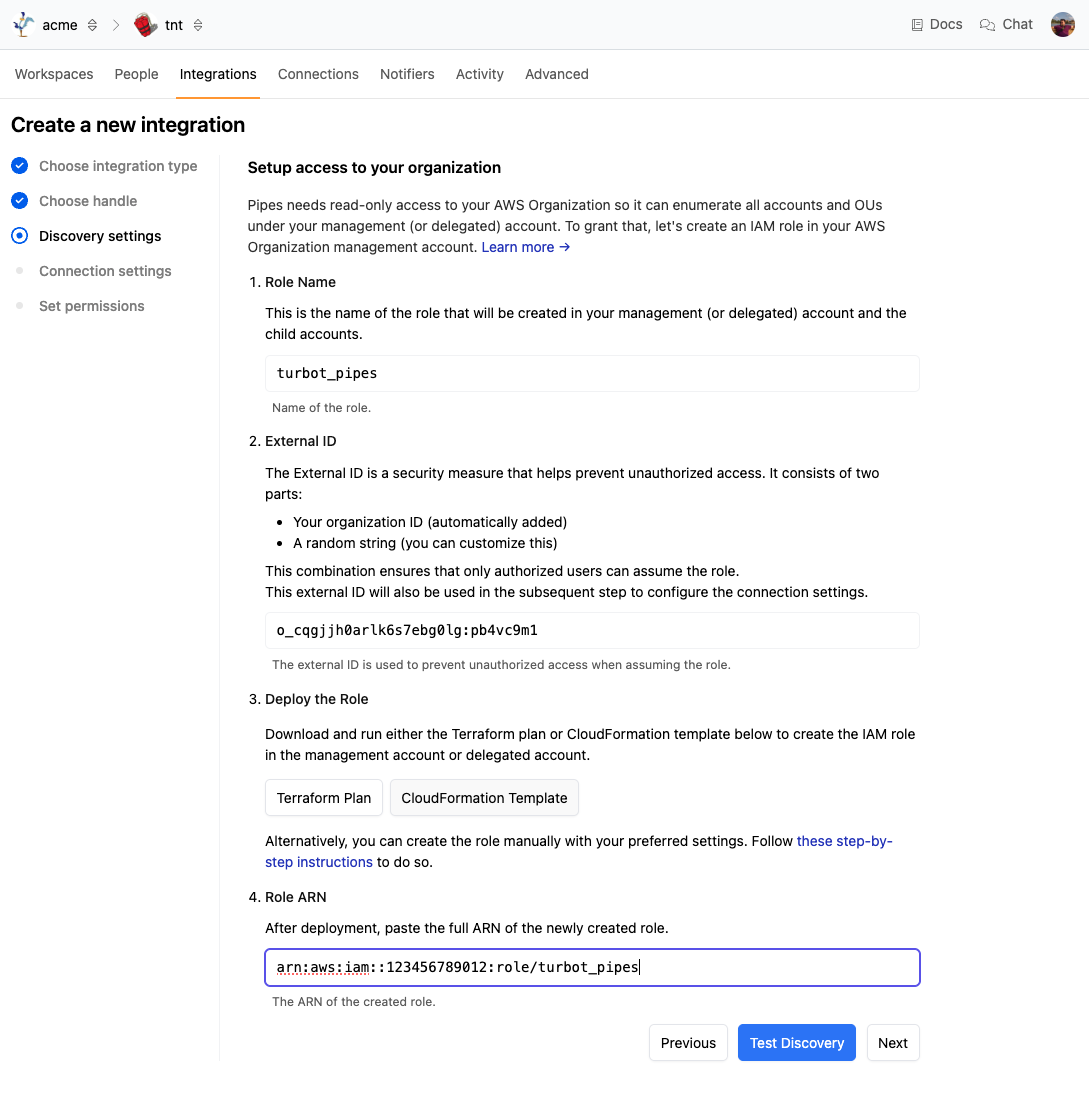 acme
tnt
Docs
Chat
Workspaces
People
Integrations
Connections
Notifiers
Activity
Advanced
Create a new integration
Choose integration type
Choose handle
Discovery settings
Connection settings
Set permissions
Setup access to your organization
Pipes needs read-only access to your AWS Organization so it can enumerate all accounts and OUs
under your management (or delegated) account. To grant that, let's create an IAM role in your AWS
Organization management account. Learn more →
1. Role Name
This is the name of the role that will be created in your management (or delegated) account and the
child accounts.
turbot_pipes
Name of the role.
2. External ID
The External ID is a security measure that helps prevent unauthorized access. It consists of two
parts:
• Your organization ID (automatically added)
• A random string (you can customize this)
This combination ensures that only authorized users can assume the role.
This external ID will also be used in the subsequent step to configure the connection settings.
o_cqgjjh0arlk6s7ebg0lg:pb4vc9m1
The external ID is used to prevent unauthorized access when assuming the role.
3. Deploy the Role
Download and run either the Terraform plan or CloudFormation template below to create the IAM role
in the management account or delegated account.
Terraform Plan
CloudFormation Template
Alternatively, you can create the role manually with your preferred settings. Follow these step-by-
step instructions to do so.
4. Role ARN
After deployment, paste the full ARN of the newly created role.
arn:aws:iam::123456789012:role/turbot_pipes
The ARN of the created role.
Previous
Test Discovery
Next